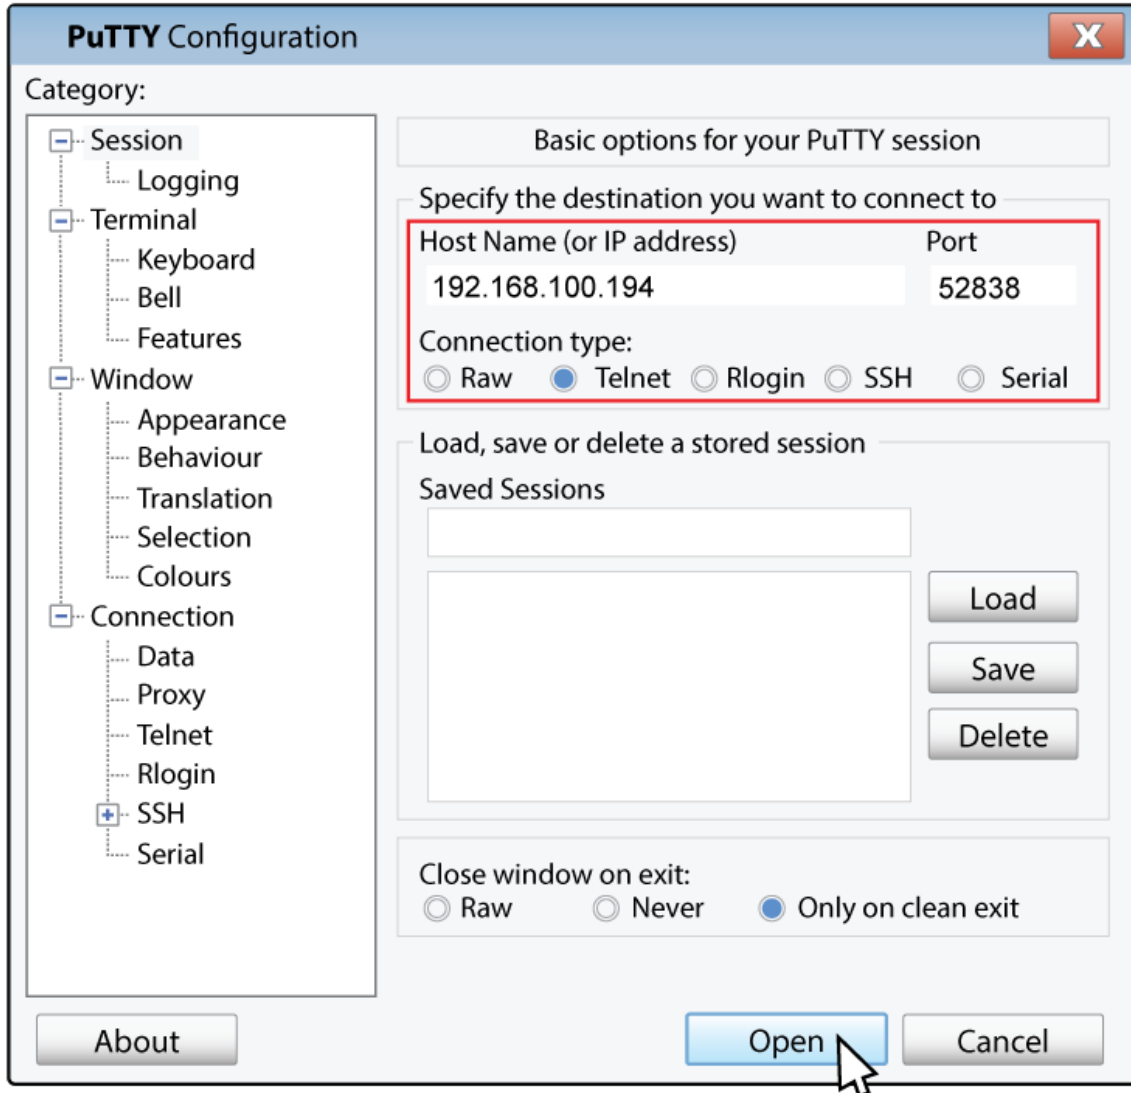 PuTTY Configuration
X
Category:
Session
Logging
Terminal
Keyboard
Bell
Features
Window
Appearance
Behaviour
Translation
Selection
Colours
Connection
Data
Proxy
Telnet
Rlogin
SSH
Serial
Basic options for your PuTTY session
Specify the destination you want to connect to
Host Name (or IP address) Port
192.168.100.194 52838
Connection type:
Raw Telnet Rlogin SSH Serial
Load, save or delete a stored session
Saved Sessions
Load
Save
Delete
Close window on exit:
Raw Never Only on clean exit
About Open Cancel